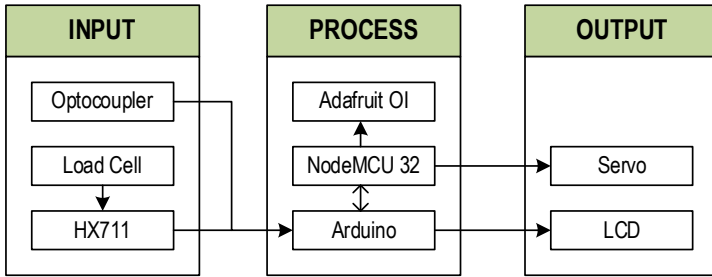 INPUT
Optocoupler
Load Cell
HX711
PROCESS
Adafruit OI
NodeMCU 32
Arduino
OUTPUT
Servo
LCD